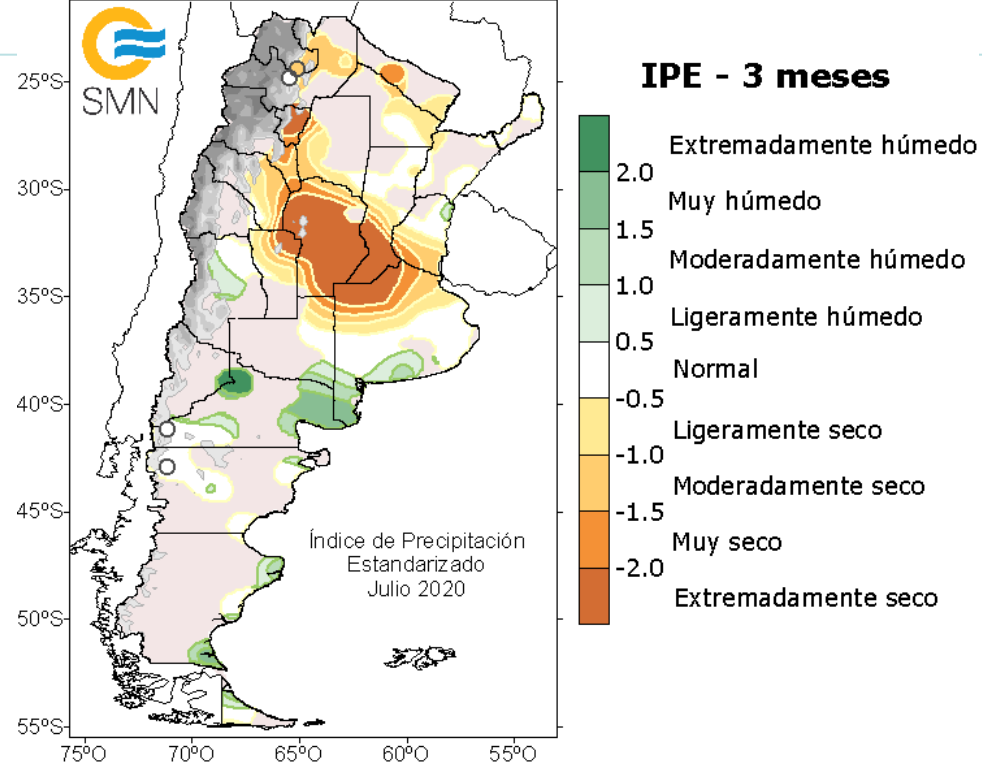 SMN
25ºS
30ºS
35ºS
40ºS
45ºS
50ºS
55ºS
75ºO
70ºO
65ºO
60ºO
55ºO
Índice de Precipitación
Estandarizado
Julio 2020
IPE - 3 meses
Extremadamente húmedo
2.0
Muy húmedo
1.5
Moderadamente húmedo
1.0
Ligeramente húmedo
0.5
Normal
-0.5
Ligeramente seco
-1.0
Moderadamente seco
-1.5
Muy seco
-2.0
Extremadamente seco